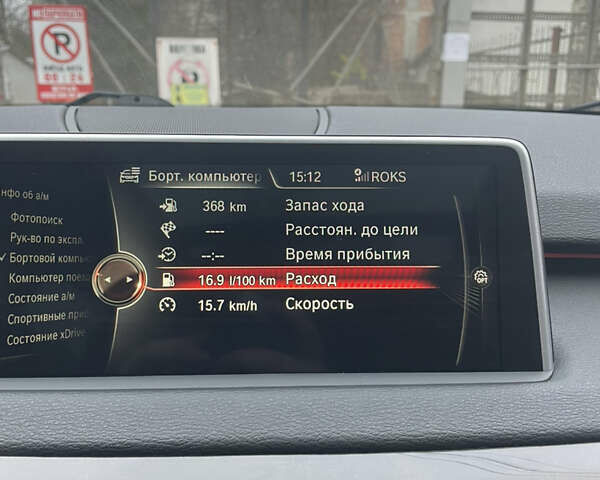 Борт. компьютер 15:12 ROKS
нфо об а/м
Фотопоиск
Рук-во по экспл.
Бортовой компь
Компьютер поез
Состояние а/м
Спортивные при
Состояние xDrive
368 km Запас хода
---- Расстоян. до цели
--:-- Время прибытия
16.9 l/100 km Расход
15.7 km/h Скорость
OPT